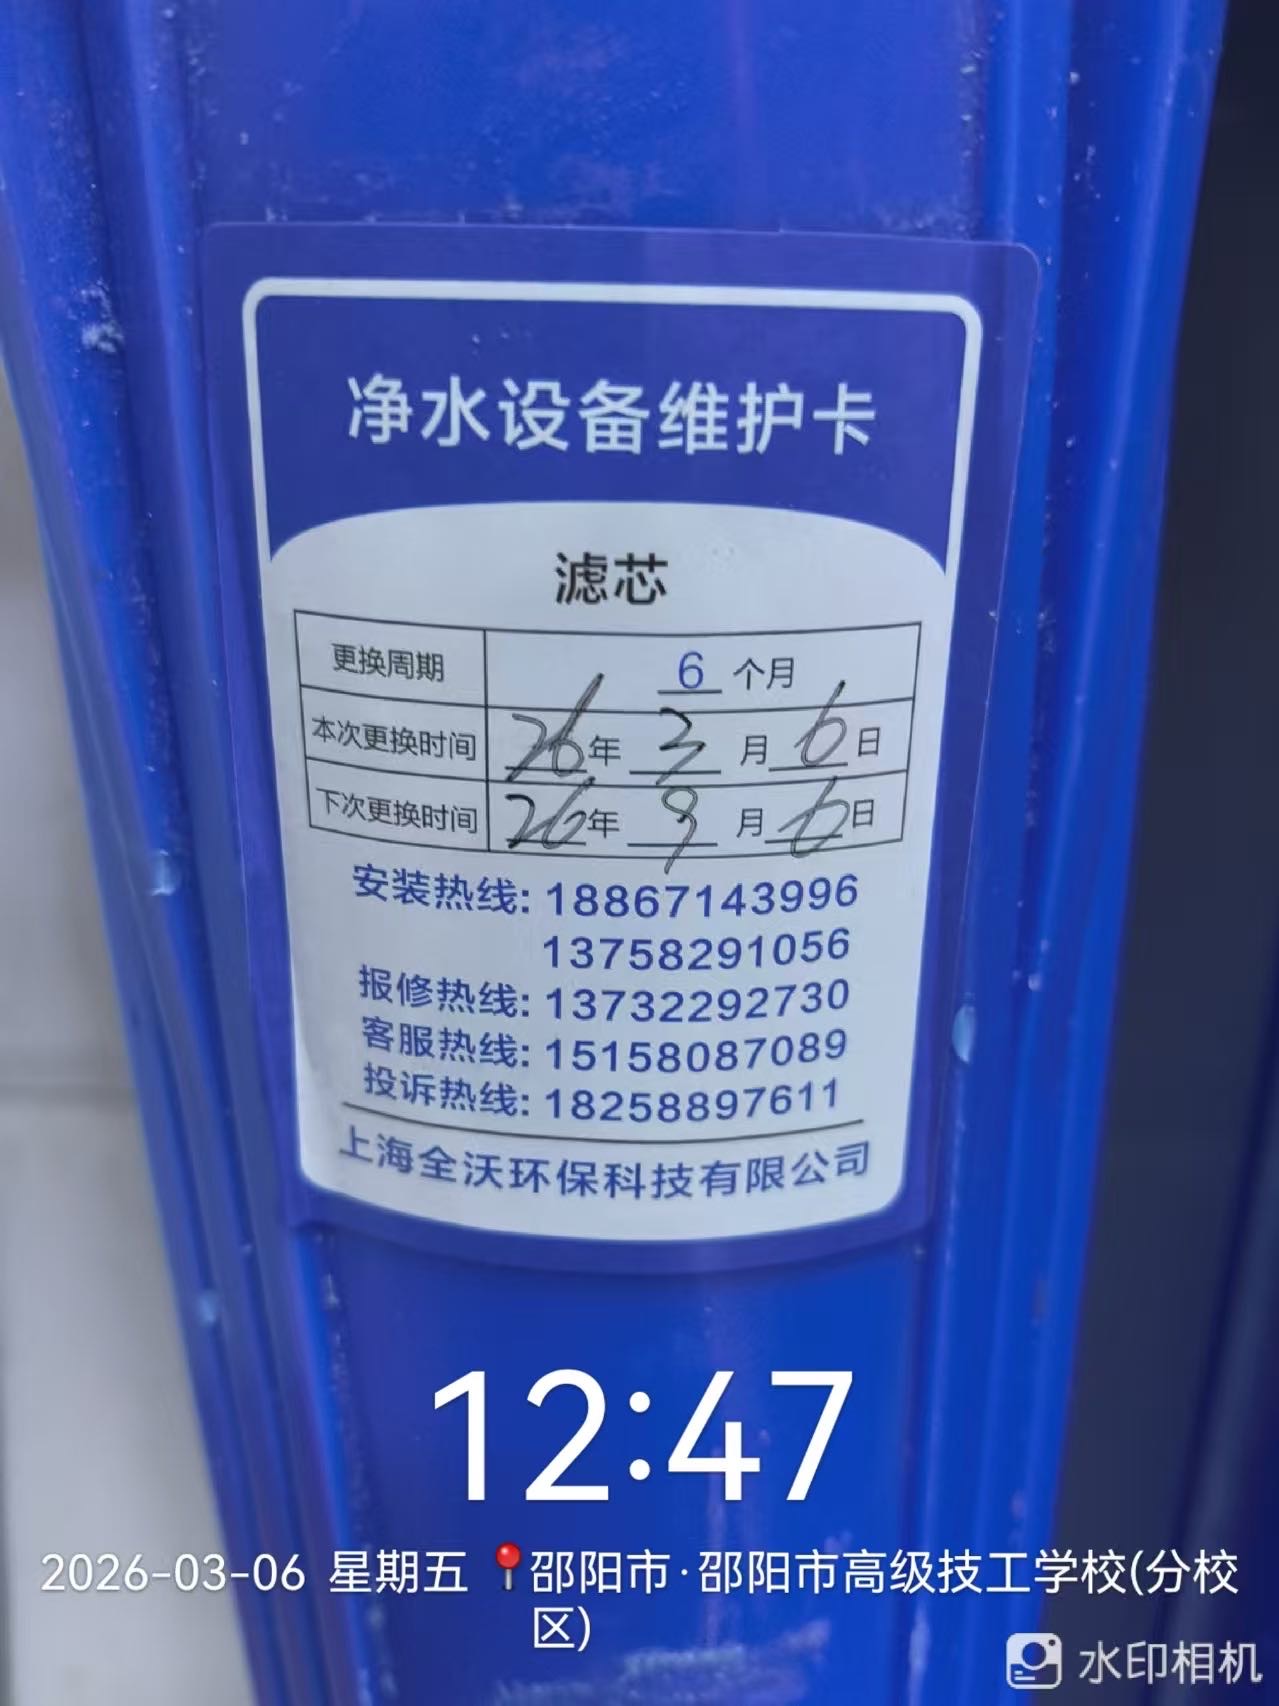 净水设备维护卡
滤芯
更换周期 6 个月
本次更换时间 26年 3 月 6 日
下次更换时间 26年 9 月 6 日
安装热线: 18867143996
13758291056
报修热线: 13732292730
客服热线: 15158087089
投诉热线: 18258897611
上海全沃环保科技有限公司
12:47
2026-03-06 星期五 📍邵阳市·邵阳市高级技工学校(分校
区)
水印相机